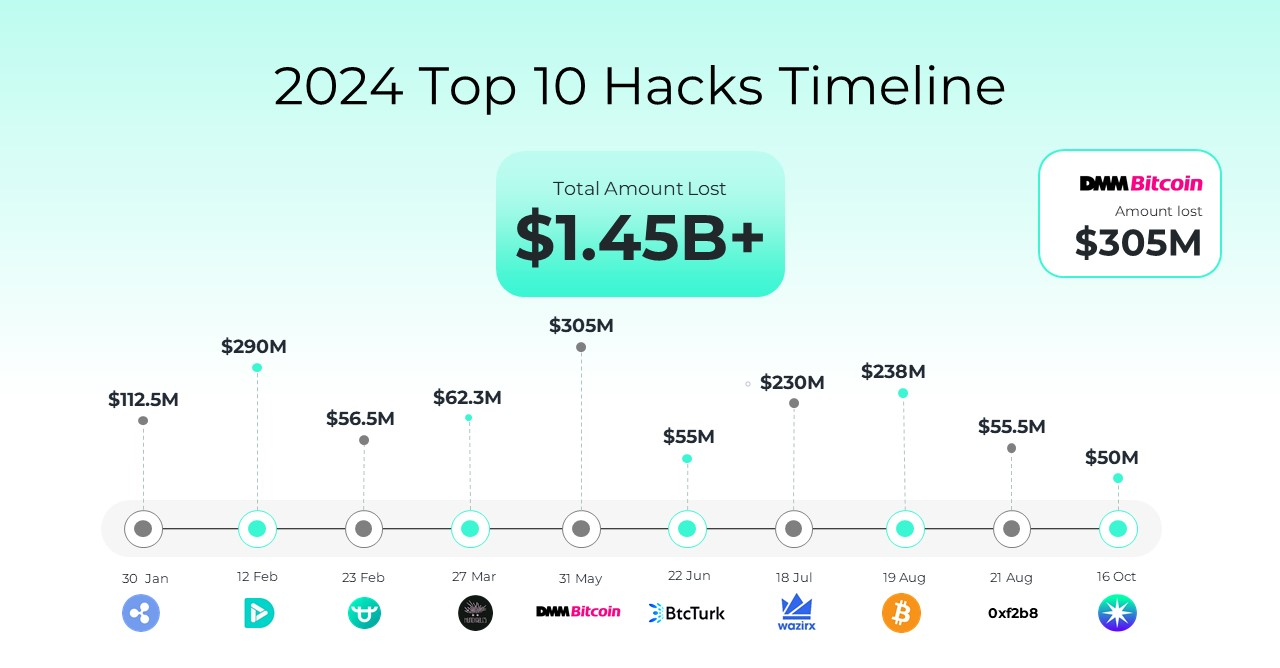 2024 Top 10 Hacks Timeline
Total Amount Lost
$1.45B+
DMM Bitcoin
Amount lost
$305M
$112.5M
$290M
$56.5M
$62.3M
$305M
$55M
$230M
$238M
$55.5M
$50M
30 Jan
12 Feb
23 Feb
27 Mar
31 May
22 Jun
18 Jul
19 Aug
21 Aug
16 Oct
DMM Bitcoin
BtcTurk
wazirx
0xf2b8